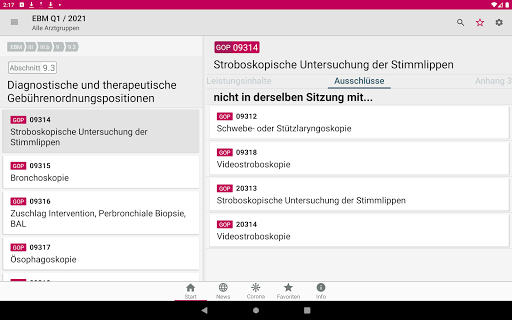 2:17
EBM Q1 / 2021
Alle Arztgruppen
EBM III III.b 9 9.3
Abschnitt 9.3
Diagnostische und therapeutische
Gebührenordnungspositionen
GOP 09314
Stroboskopische Untersuchung der
Stimmlippen
GOP 09315
Bronchoskopie
GOP 09316
Zuschlag Intervention, Perbronchiale Biopsie,
BAL
GOP 09317
Ösophagoskopie
GOP 09314
Stroboskopische Untersuchung der Stimmlippen
Leistungsinhalte Ausschlüsse Anhang 3
nicht in derselben Sitzung mit...
GOP 09312
Schwebe- oder Stützlaryngoskopie
GOP 09318
Videostroboskopie
GOP 20313
Stroboskopische Untersuchung der Stimmlippen
GOP 20314
Videostroboskopie
Start News Corona Favoriten Info